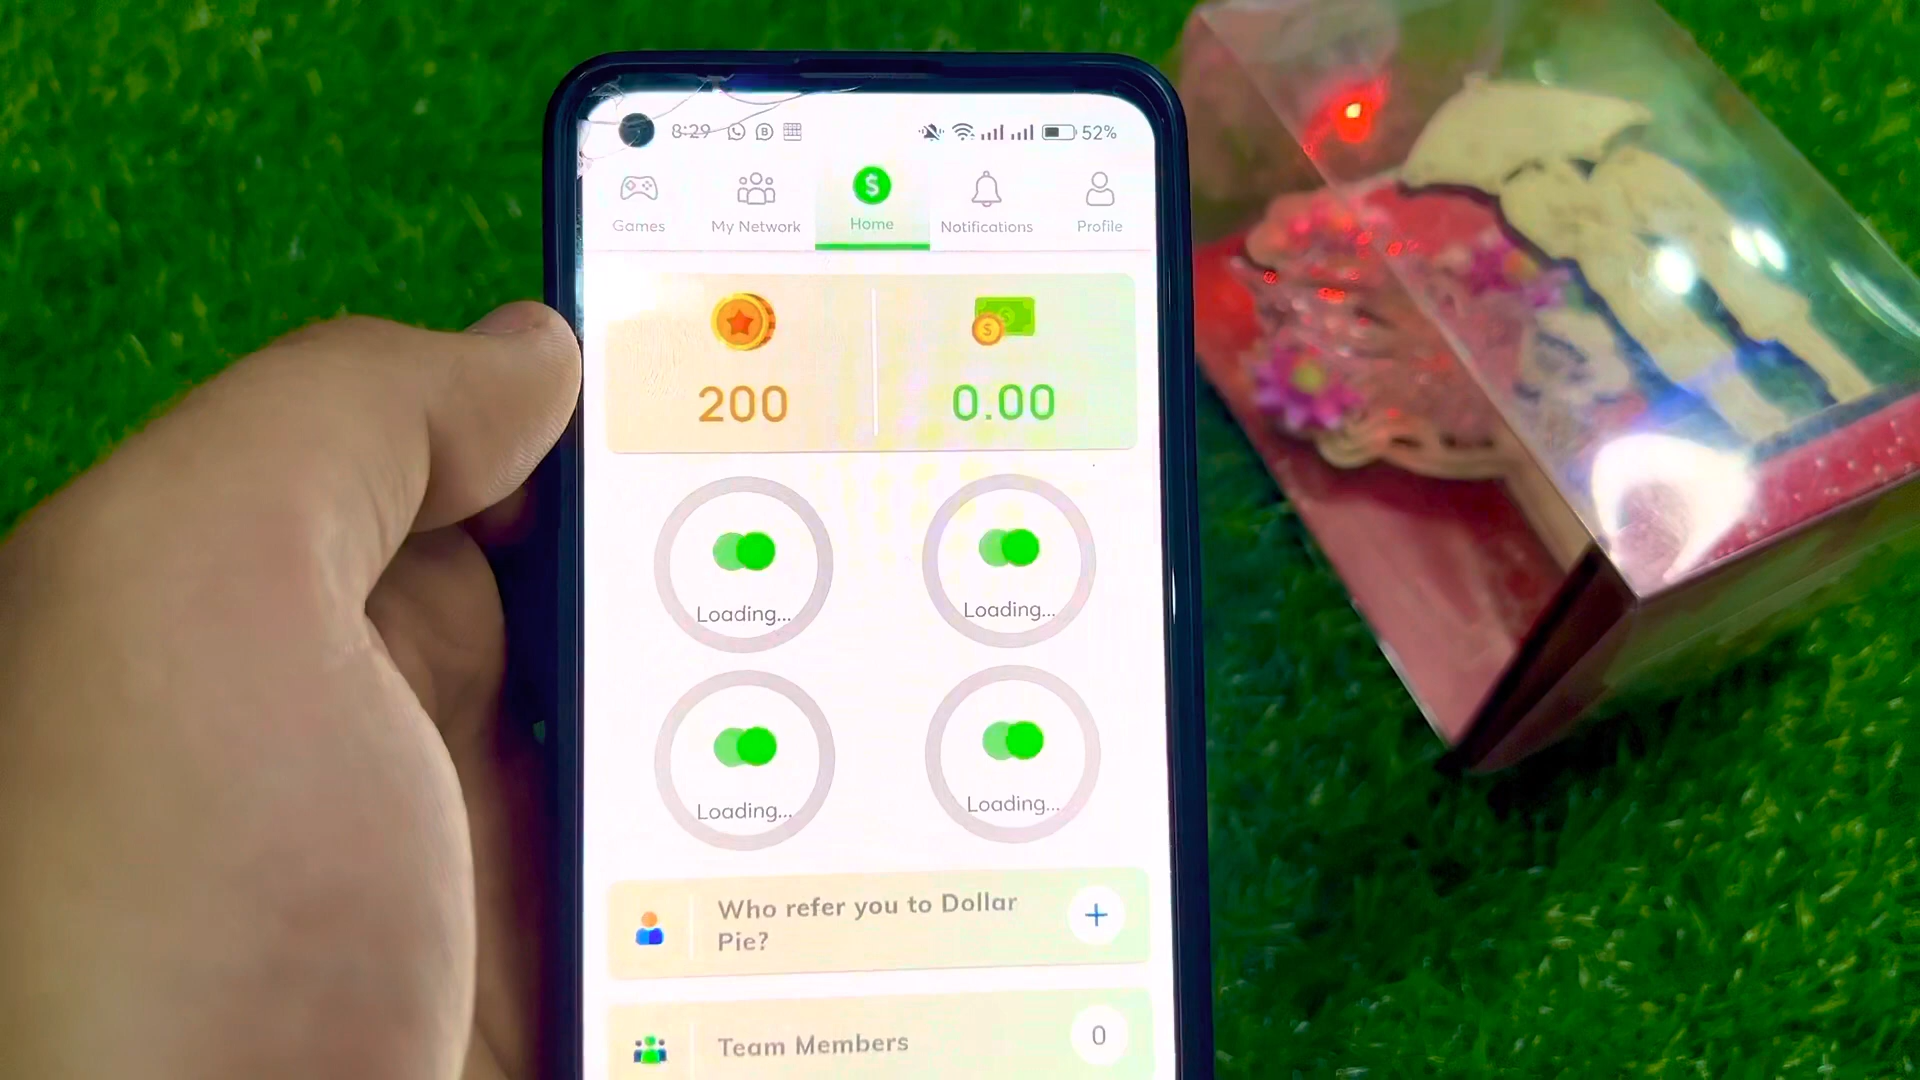 8:29 52%
Games My Network Home Notifications Profile
200 0.00
Loading... Loading...
Loading... Loading...
Who refer you to Dollar
Pie?
Team Members 0